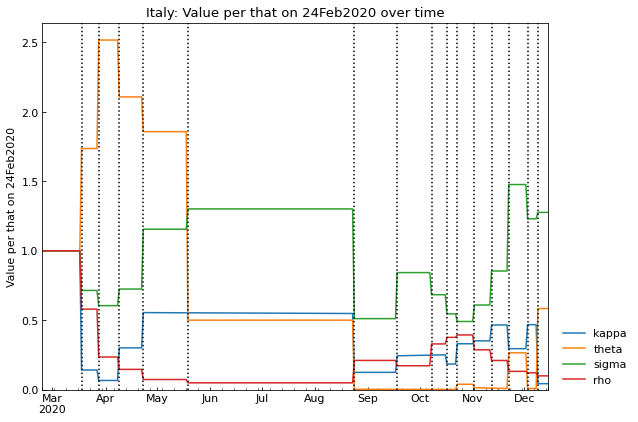 Italy: Value per that on 24Feb2020 over time
Value per that on 24Feb2020
2.5
2.0
1.5
1.0
0.5
0.0
Mar Apr May Jun Jul Aug Sep Oct Nov Dec
2020
kappa
theta
sigma
rho